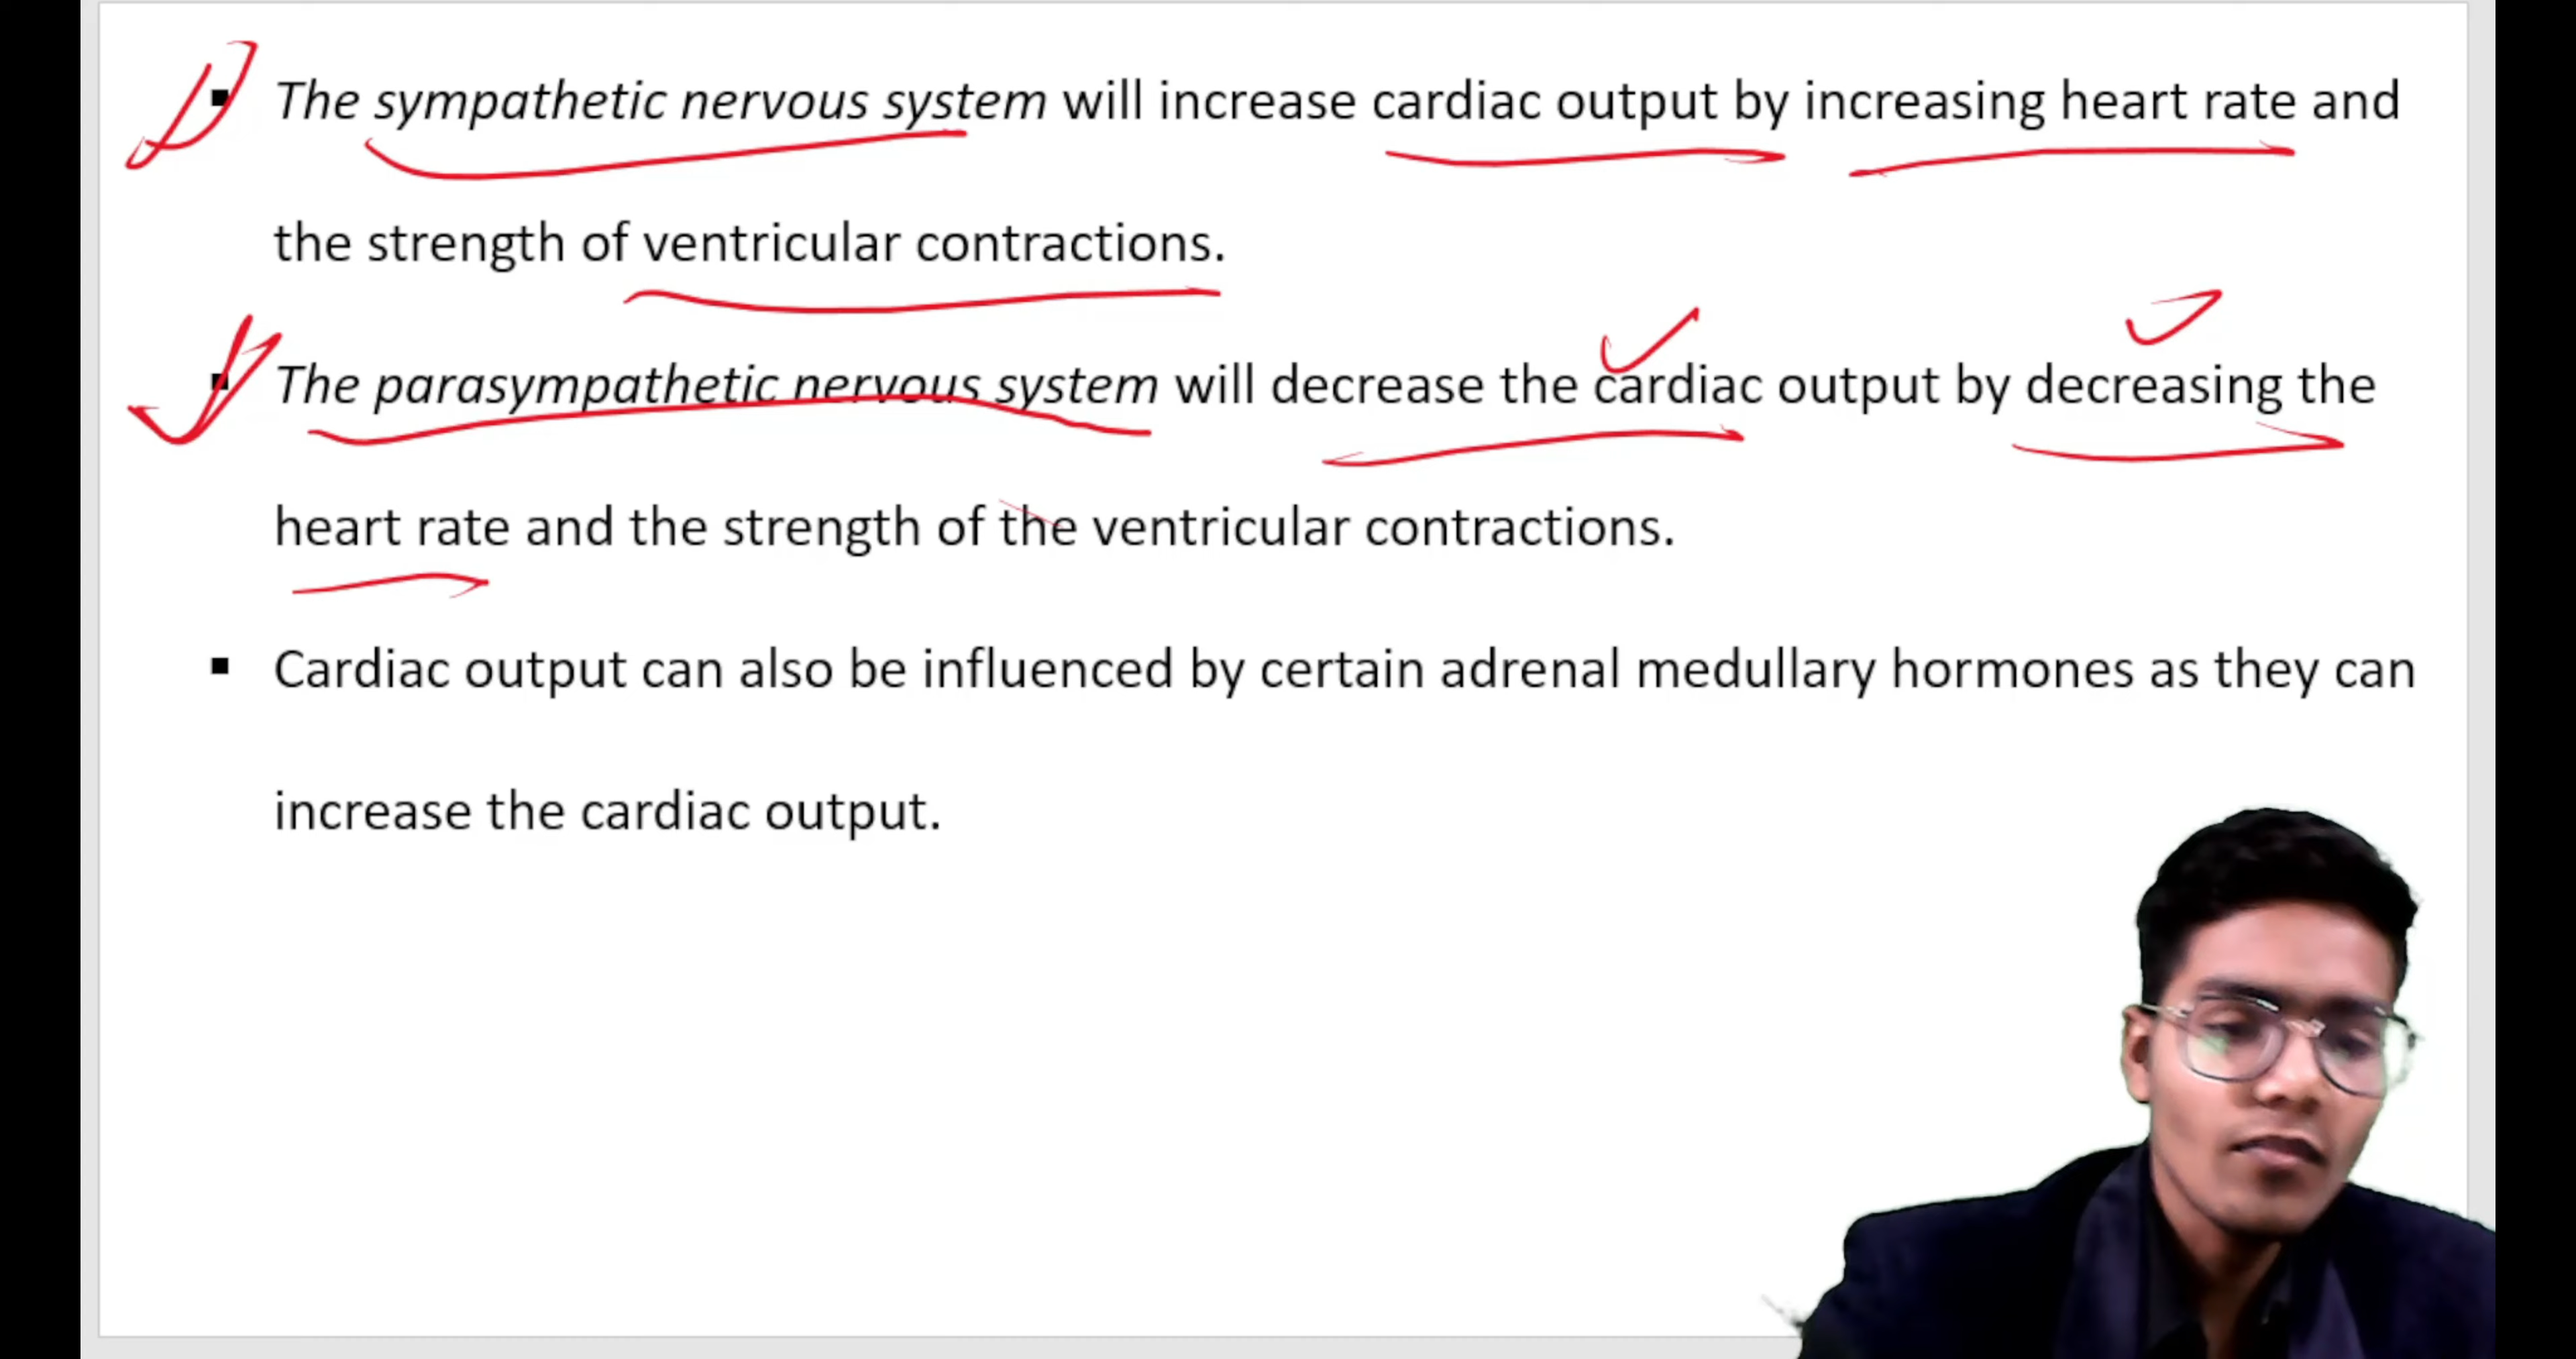 ▪ The sympathetic nervous system will increase cardiac output by increasing heart rate and
the strength of ventricular contractions.
▪ The parasympathetic nervous system will decrease the cardiac output by decreasing the
heart rate and the strength of the ventricular contractions.
▪ Cardiac output can also be influenced by certain adrenal medullary hormones as they can
increase the cardiac output.